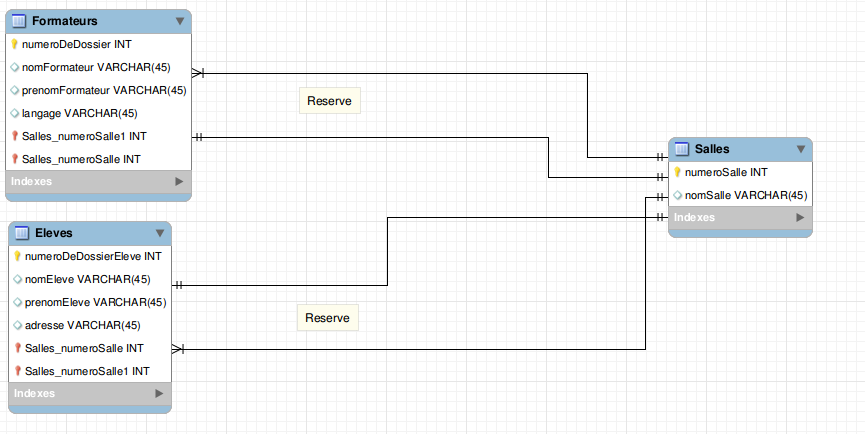 Formateurs
numeroDeDossier INT
nomFormateur VARCHAR(45)
prenomFormateur VARCHAR(45)
langage VARCHAR(45)
Salles_numeroSalle1 INT
Salles_numeroSalle INT
Indexes
Reserve
Salles
numeroSalle INT
nomSalle VARCHAR(45)
Indexes
Eleves
numeroDeDossierEleve INT
nomEleve VARCHAR(45)
prenomEleve VARCHAR(45)
adresse VARCHAR(45)
Salles_numeroSalle INT
Salles_numeroSalle1 INT
Indexes
Reserve